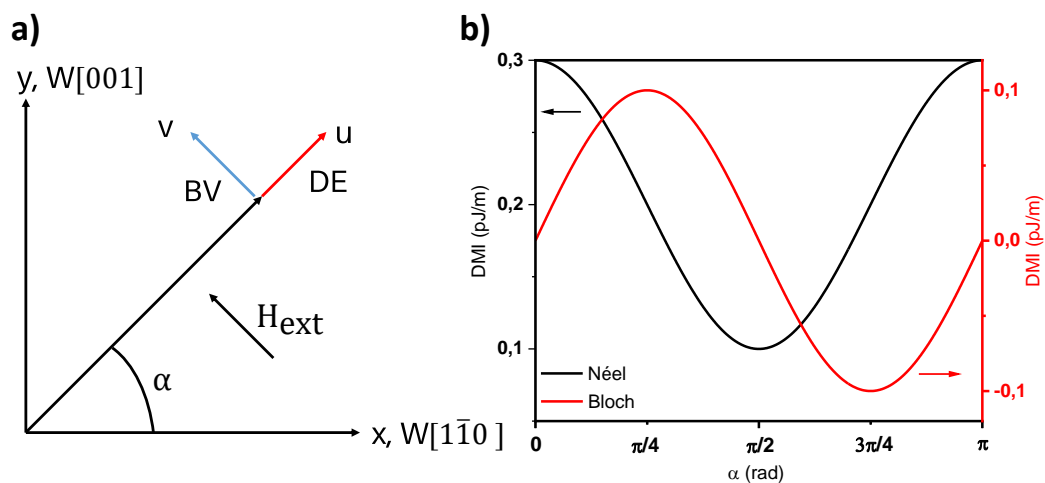 a)
y, W[001]
v
u
BV
DE
Hext
α
x, W[11̄0 ]
b)
DMI (pJ/m)
0,3
0,2
0,1
Néel
Bloch
0,1
0,0
-0,1
DMI (pJ/m)
0
π/4
π/2
3π/4
π
α (rad)